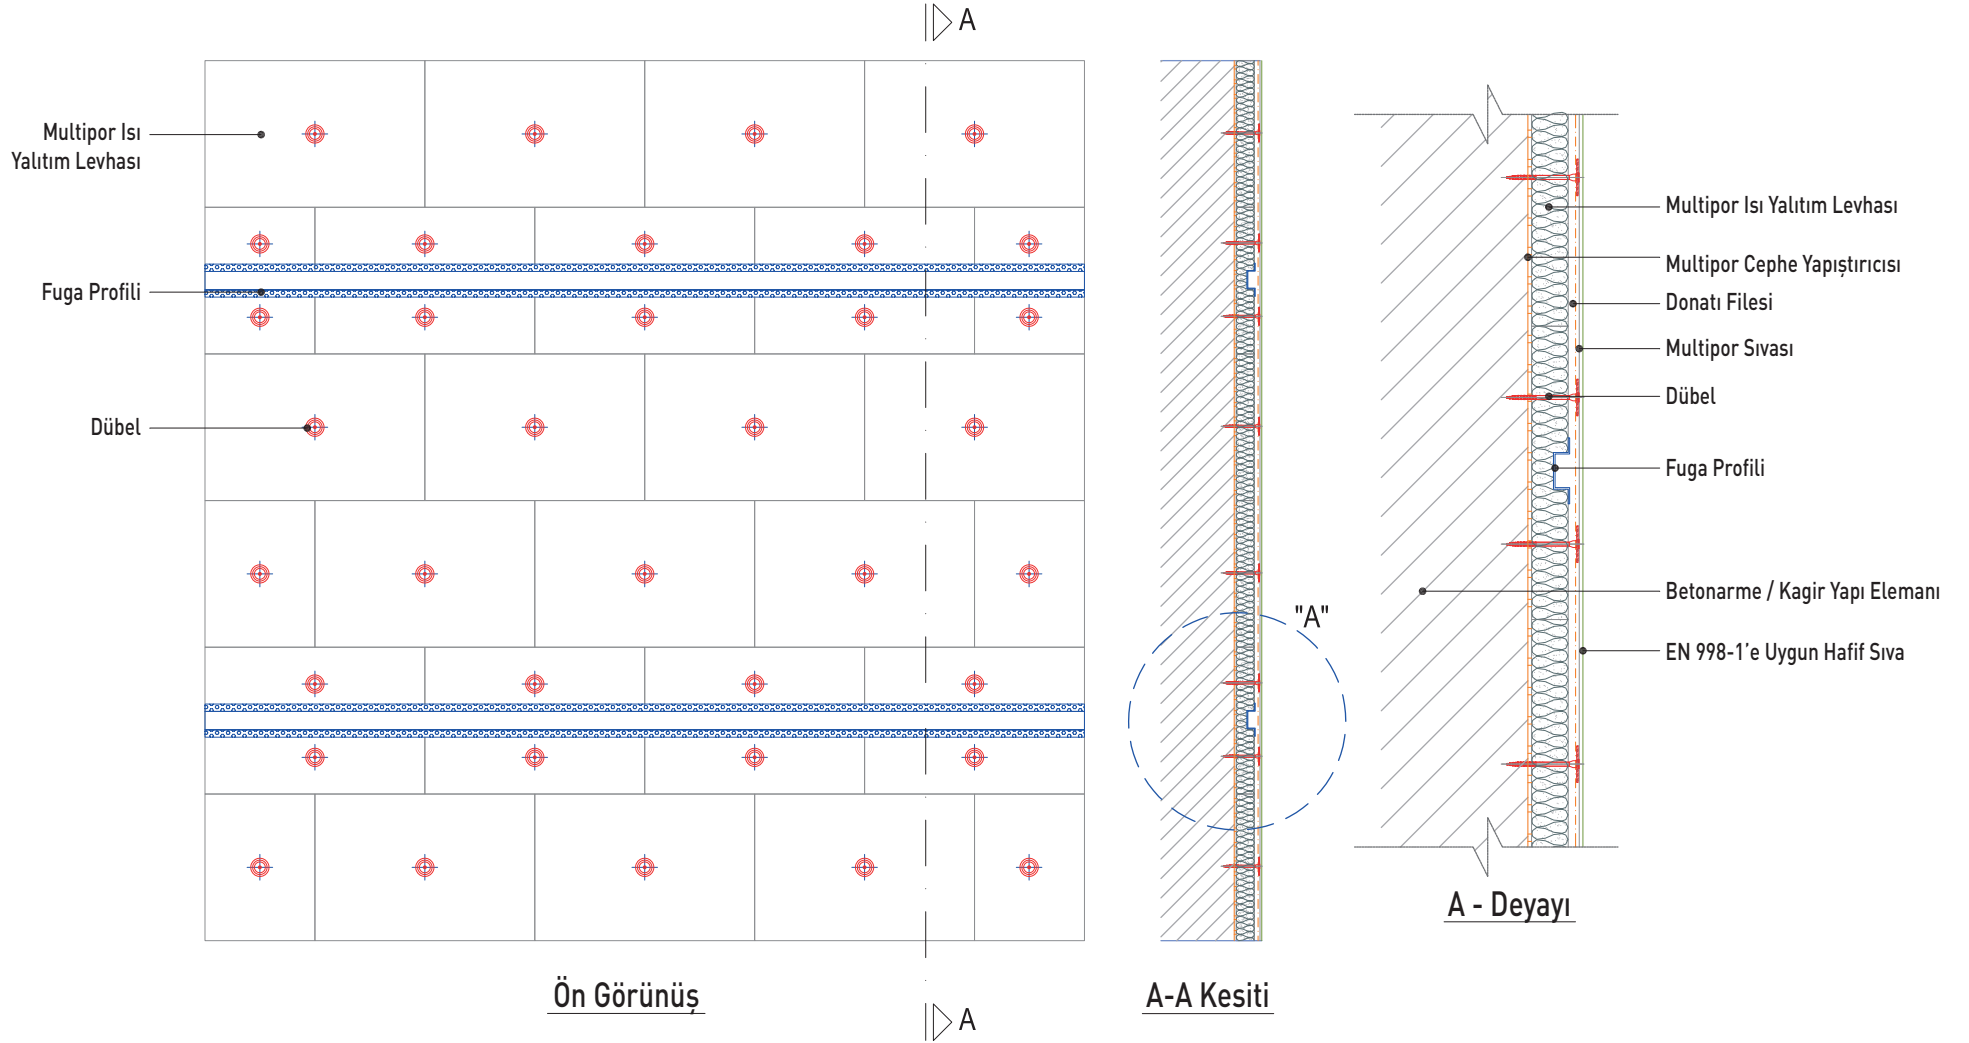 A
Multipor Isı
Yalıtım Levhası
Fuga Profili
Dübel
Ön Görünüş
A
"A"
A-A Kesiti
Multipor Isı Yalıtım Levhası
Multipor Cephe Yapıştırıcısı
Donatı Filesi
Multipor Sıvası
Dübel
Fuga Profili
Betonarme / Kagir Yapı Elemanı
EN 998-1’e Uygun Hafif Sıva
A - Deyayı